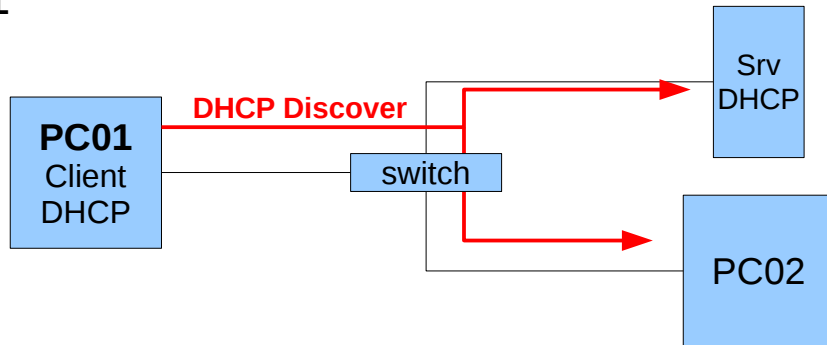 DHCP Discover
PC01
Client
DHCP
switch
Srv
DHCP
PC02